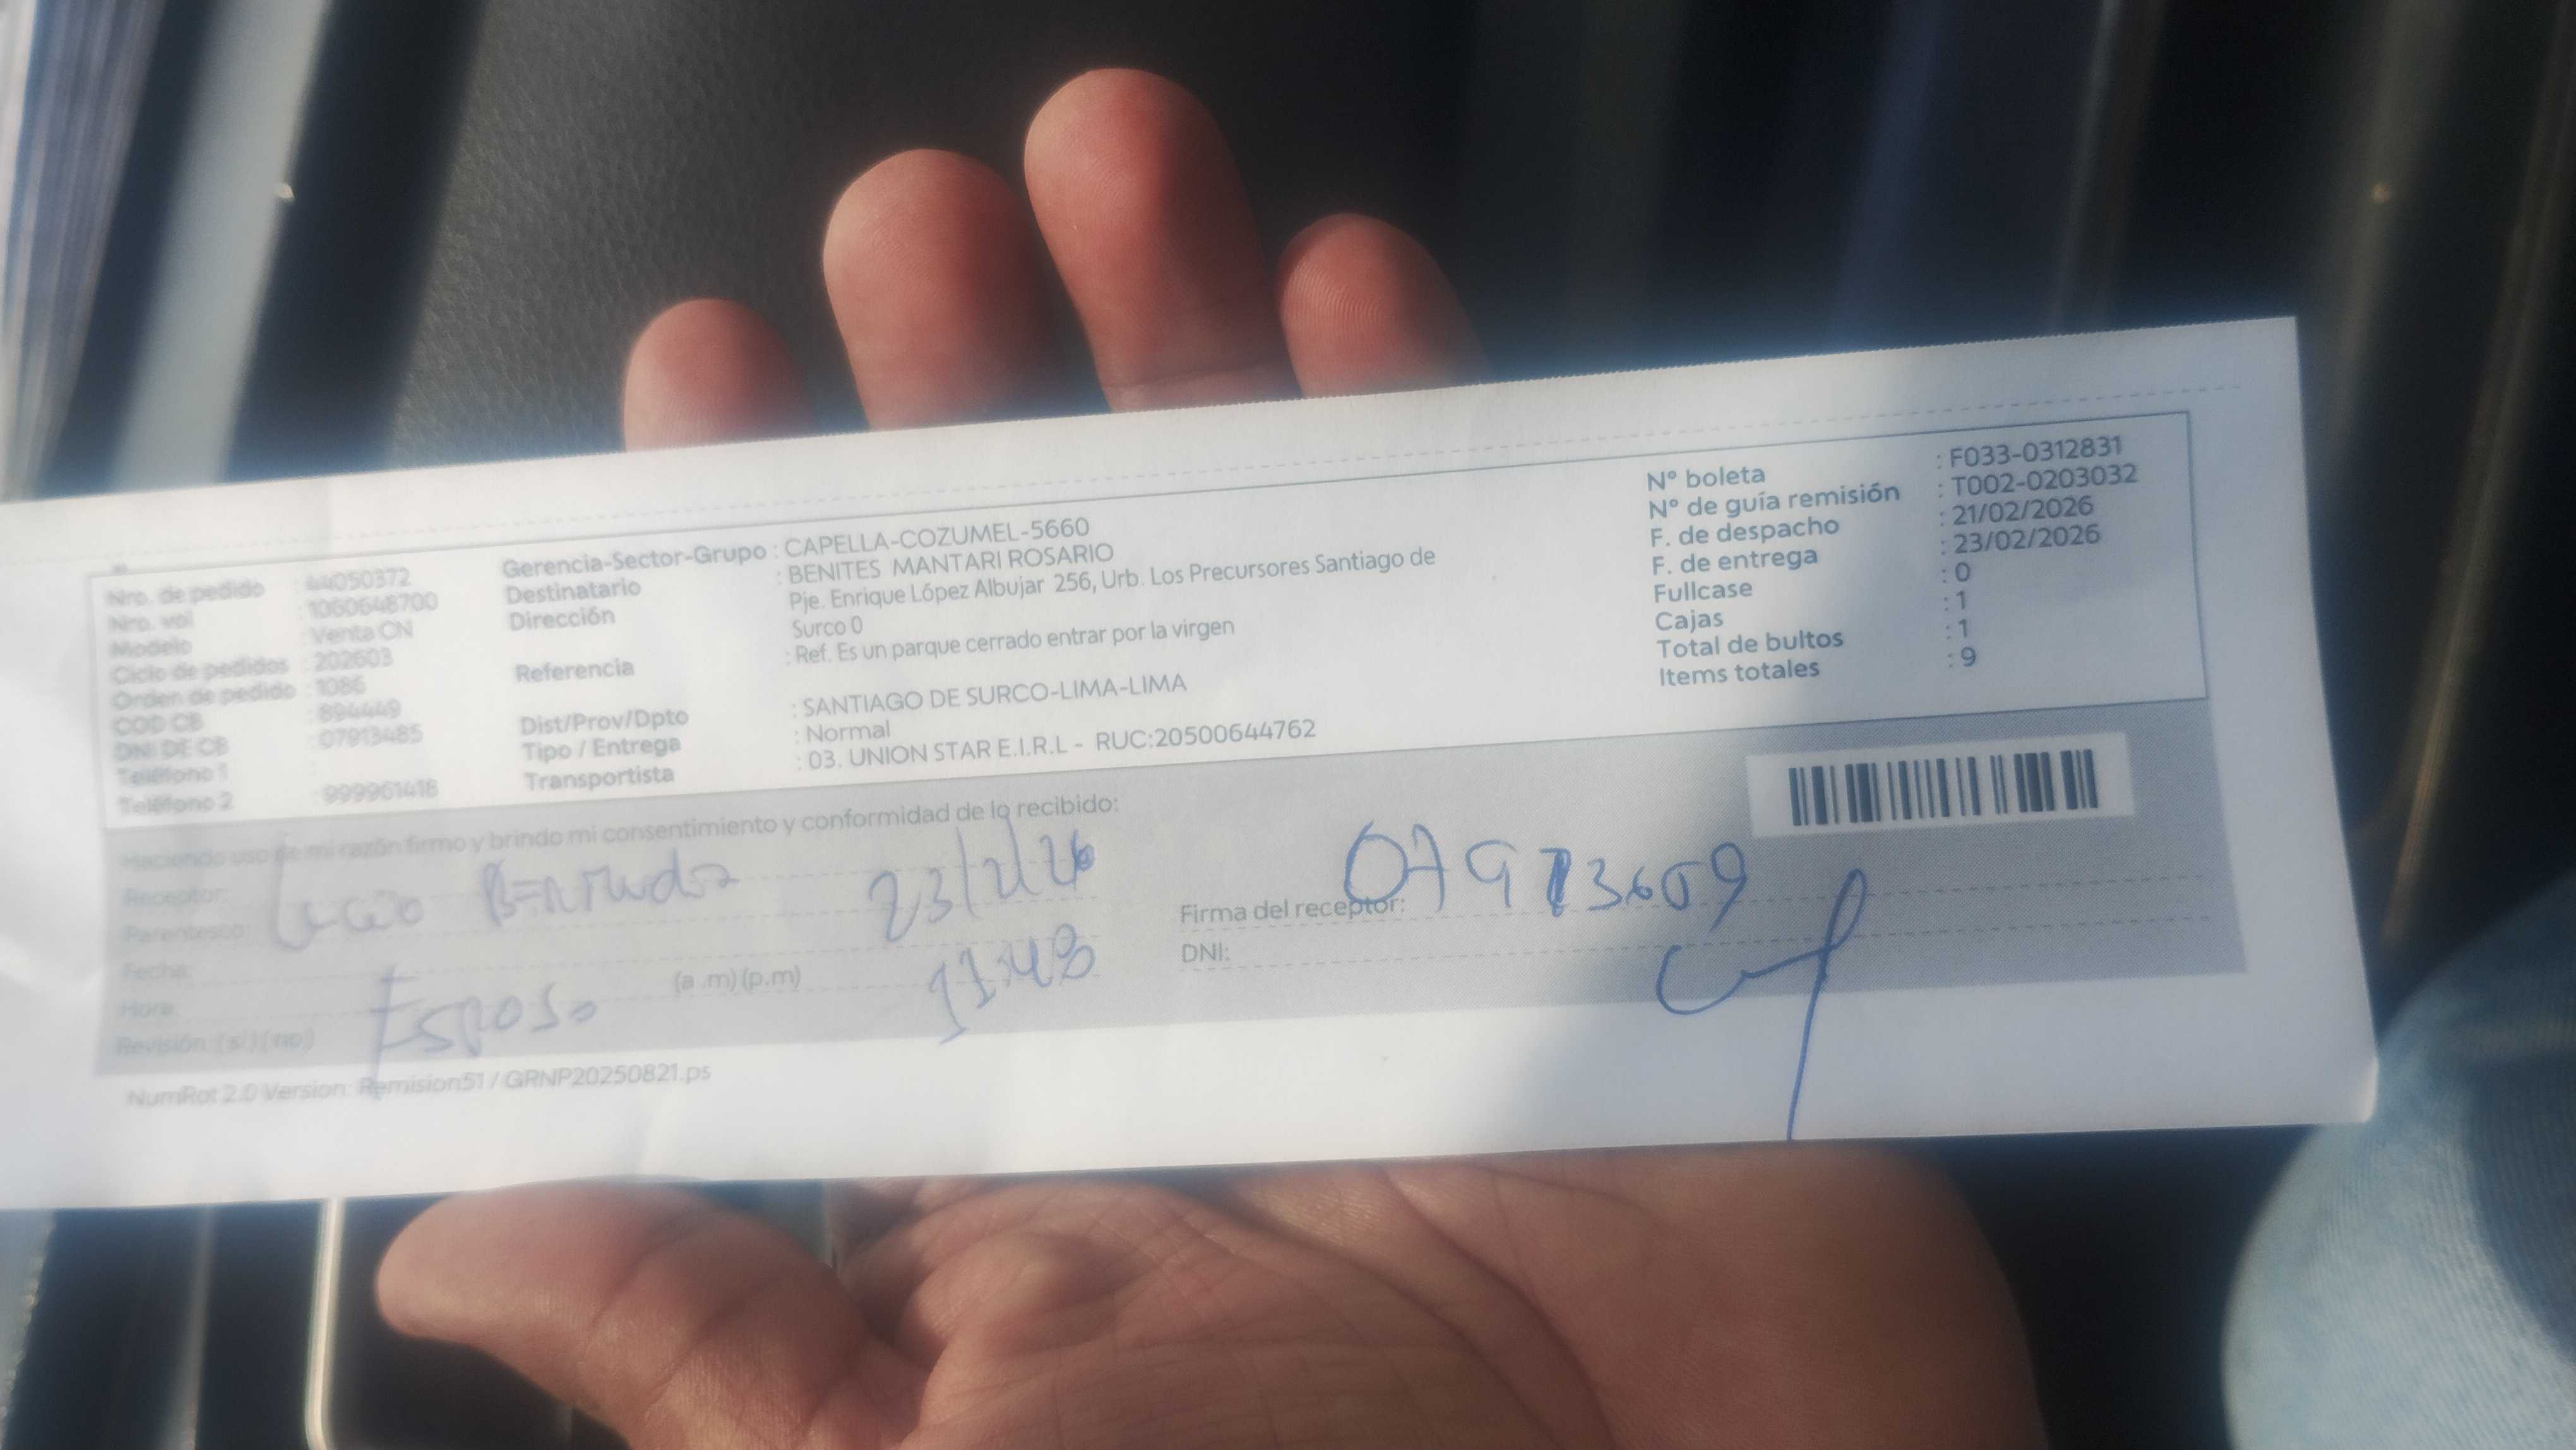 Nro. de pedido : 44050372
Nro. vol : 1060648700
Modelo : Venta CN
Ciclo de pedidos : 202603
Orden de pedido : 1086
COD CB : 894449
DNI DE CB : 07913485
Teléfono 1 :
Teléfono 2 : 999961418
Gerencia-Sector-Grupo : CAPELLA-COZUMEL-5660
Destinatario : BENITES MANTARI ROSARIO
Dirección : Pje. Enrique López Albujar 256, Urb. Los Precursores Santiago de
Surco 0
Referencia : Ref. Es un parque cerrado entrar por la virgen
Dist/Prov/Dpto : SANTIAGO DE SURCO-LIMA-LIMA
Tipo / Entrega : Normal
Transportista : 03. UNION STAR E.I.R.L - RUC:20500644762
N° boleta : F033-0312831
N° de guía remisión : T002-0203032
F. de despacho : 21/02/2026
F. de entrega : 23/02/2026
Fullcase : 0
Cajas : 1
Total de bultos : 1
Items totales : 9
Haciendo uso de mi razón firmo y brindo mi consentimiento y conformidad de lo recibido:
Receptor:
Parentesco:
23/2/26
Fecha:
Hora: (a .m) (p.m)
Esposo
Revisión: (si) (no)
Firma del receptor:
DNI:
NumRot 2.0 Version: Remision51 / GRNP20250821.ps